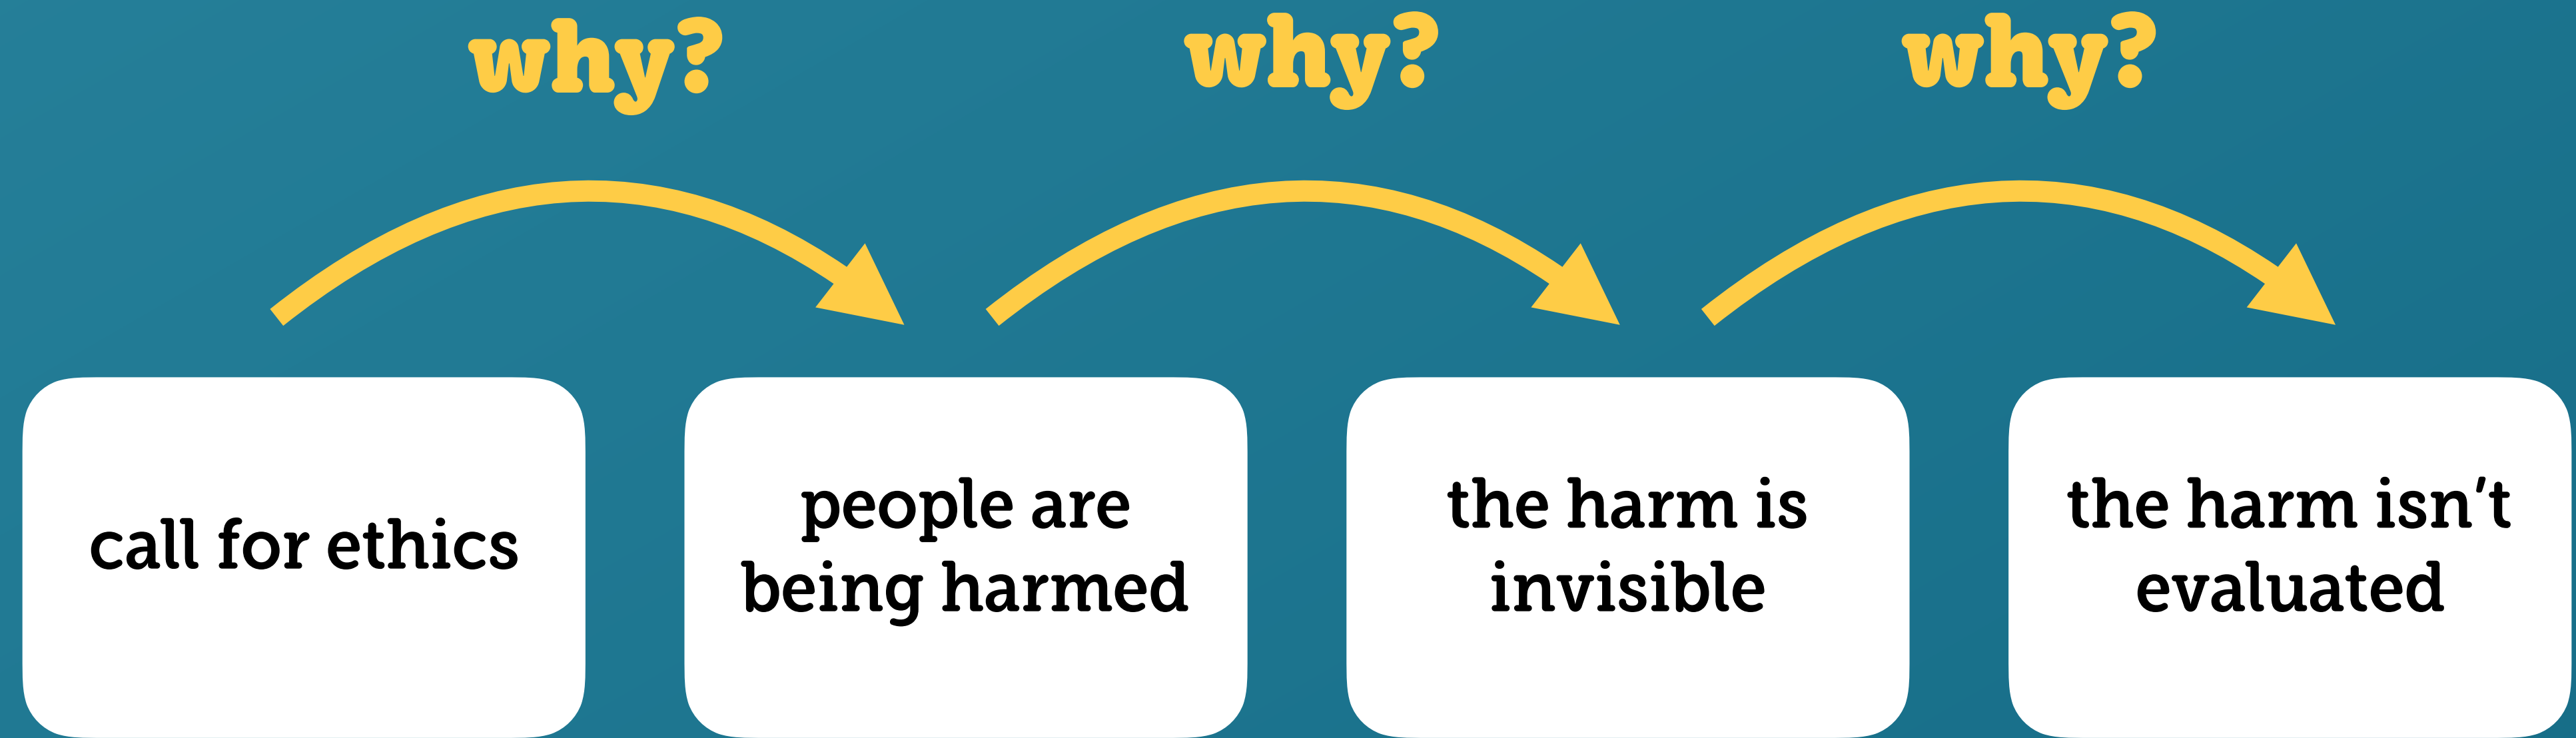 why?
why?
why?
call for ethics
people are
being harmed
the harm is
invisible
the harm isn’t
evaluated